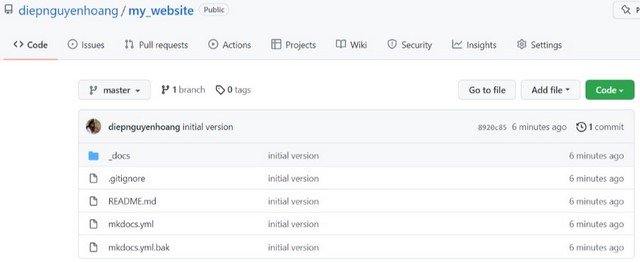 diepnguyenhoang / my_website Public
Code Issues Pull requests Actions Projects Wiki Security Insights Settings
master 1 branch 0 tags Go to file Add file Code
diepnguyenhoang initial version 8920c85 6 minutes ago 1 commit
_docs initial version 6 minutes ago
.gitignore initial version 6 minutes ago
README.md initial version 6 minutes ago
mkdocs.yml initial version 6 minutes ago
mkdocs.yml.bak initial version 6 minutes ago